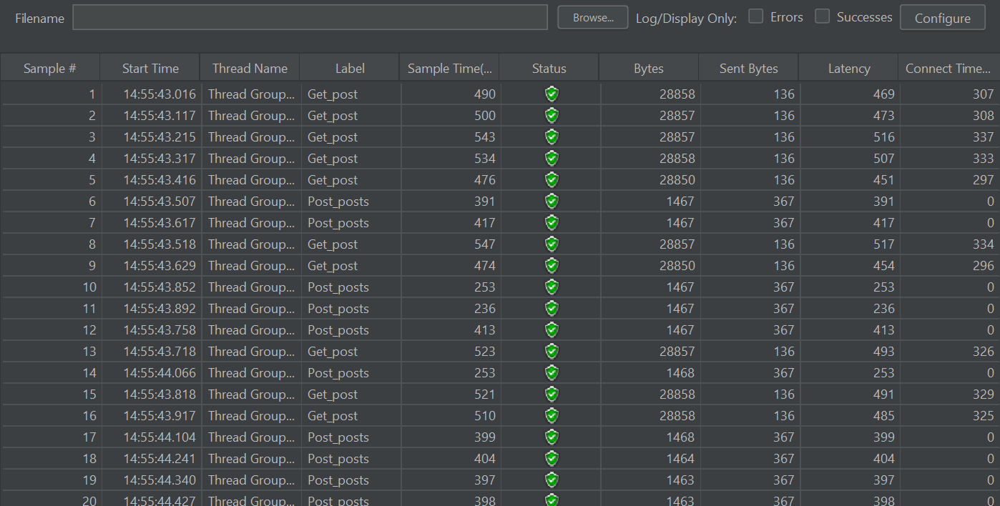 Filename Browse... Log/Display Only: Errors Successes Configure
Sample # Start Time Thread Name Label Sample Time(... Status Bytes Sent Bytes Latency Connect Time...
1 14:55:43.016 Thread Group... Get_post 490 28858 136 469 307
2 14:55:43.117 Thread Group... Get_post 500 28857 136 473 308
3 14:55:43.215 Thread Group... Get_post 543 28857 136 516 337
4 14:55:43.317 Thread Group... Get_post 534 28858 136 507 333
5 14:55:43.416 Thread Group... Get_post 476 28850 136 451 297
6 14:55:43.507 Thread Group... Post_posts 391 1467 367 391 0
7 14:55:43.617 Thread Group... Post_posts 417 1467 367 417 0
8 14:55:43.518 Thread Group... Get_post 547 28857 136 517 334
9 14:55:43.629 Thread Group... Get_post 474 28850 136 454 296
10 14:55:43.852 Thread Group... Post_posts 253 1467 367 253 0
11 14:55:43.892 Thread Group... Post_posts 236 1467 367 236 0
12 14:55:43.758 Thread Group... Post_posts 413 1467 367 413 0
13 14:55:43.718 Thread Group... Get_post 523 28857 136 493 326
14 14:55:44.066 Thread Group... Post_posts 253 1468 367 253 0
15 14:55:43.818 Thread Group... Get_post 521 28858 136 491 329
16 14:55:43.917 Thread Group... Get_post 510 28858 136 485 325
17 14:55:44.104 Thread Group... Post_posts 399 1468 367 399 0
18 14:55:44.241 Thread Group... Post_posts 404 1464 367 404 0
19 14:55:44.340 Thread Group... Post_posts 397 1463 367 397 0
20 14:55:44.427 Thread Group... Post_posts 398 1463 367 398 0